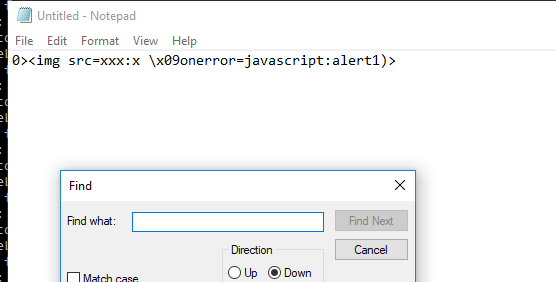 Untitled - Notepad
File Edit Format View Help
0><img src=xxx:x \x09onerror=javascript:alert1)>
Find
Find what:
Find Next
Cancel
Direction
Match case
Up Down